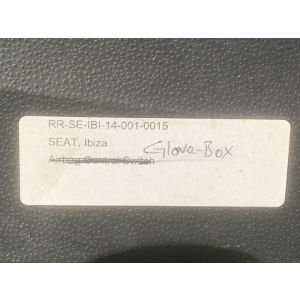 RR-SE-IBI-14-001-0015
SEAT, Ibiza
Airbag Control Switch Glove-Box